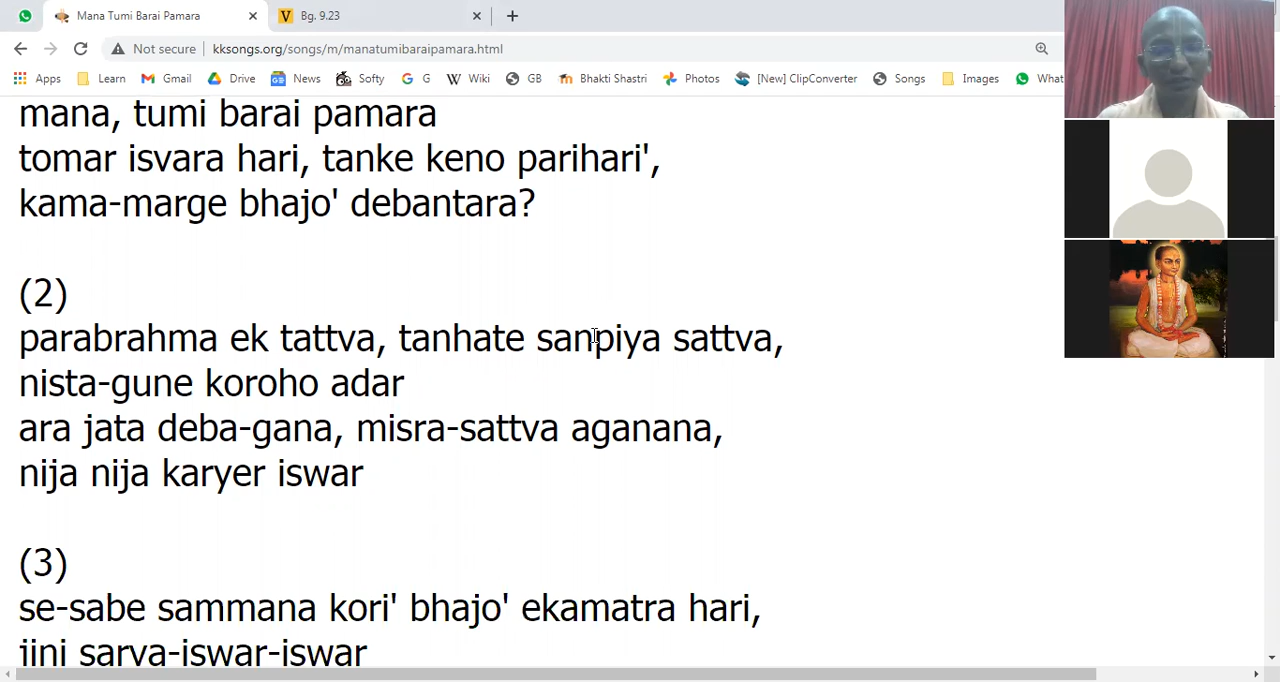 Mana Tumi Barai Pamara
Bg. 9.23
Not secure
kksongs.org/songs/m/manatumibaraipamara.html
Apps Learn Gmail Drive News Softy G Wiki GB Bhakti Shastri Photos [New] ClipConverter Songs Images What
mana, tumi barai pamara
tomar isvara hari, tanke keno parihari',
kama-marge bhajo' debantara?
(2)
parabrahma ek tattva, tanhate sanpiya sattva,
nista-gune koroho adar
ara jata deba-gana, misra-sattva aganana,
nija nija karyer iswar
(3)
se-sabe sammana kori' bhajo' ekamatra hari,
jini sarva-iswar-iswar